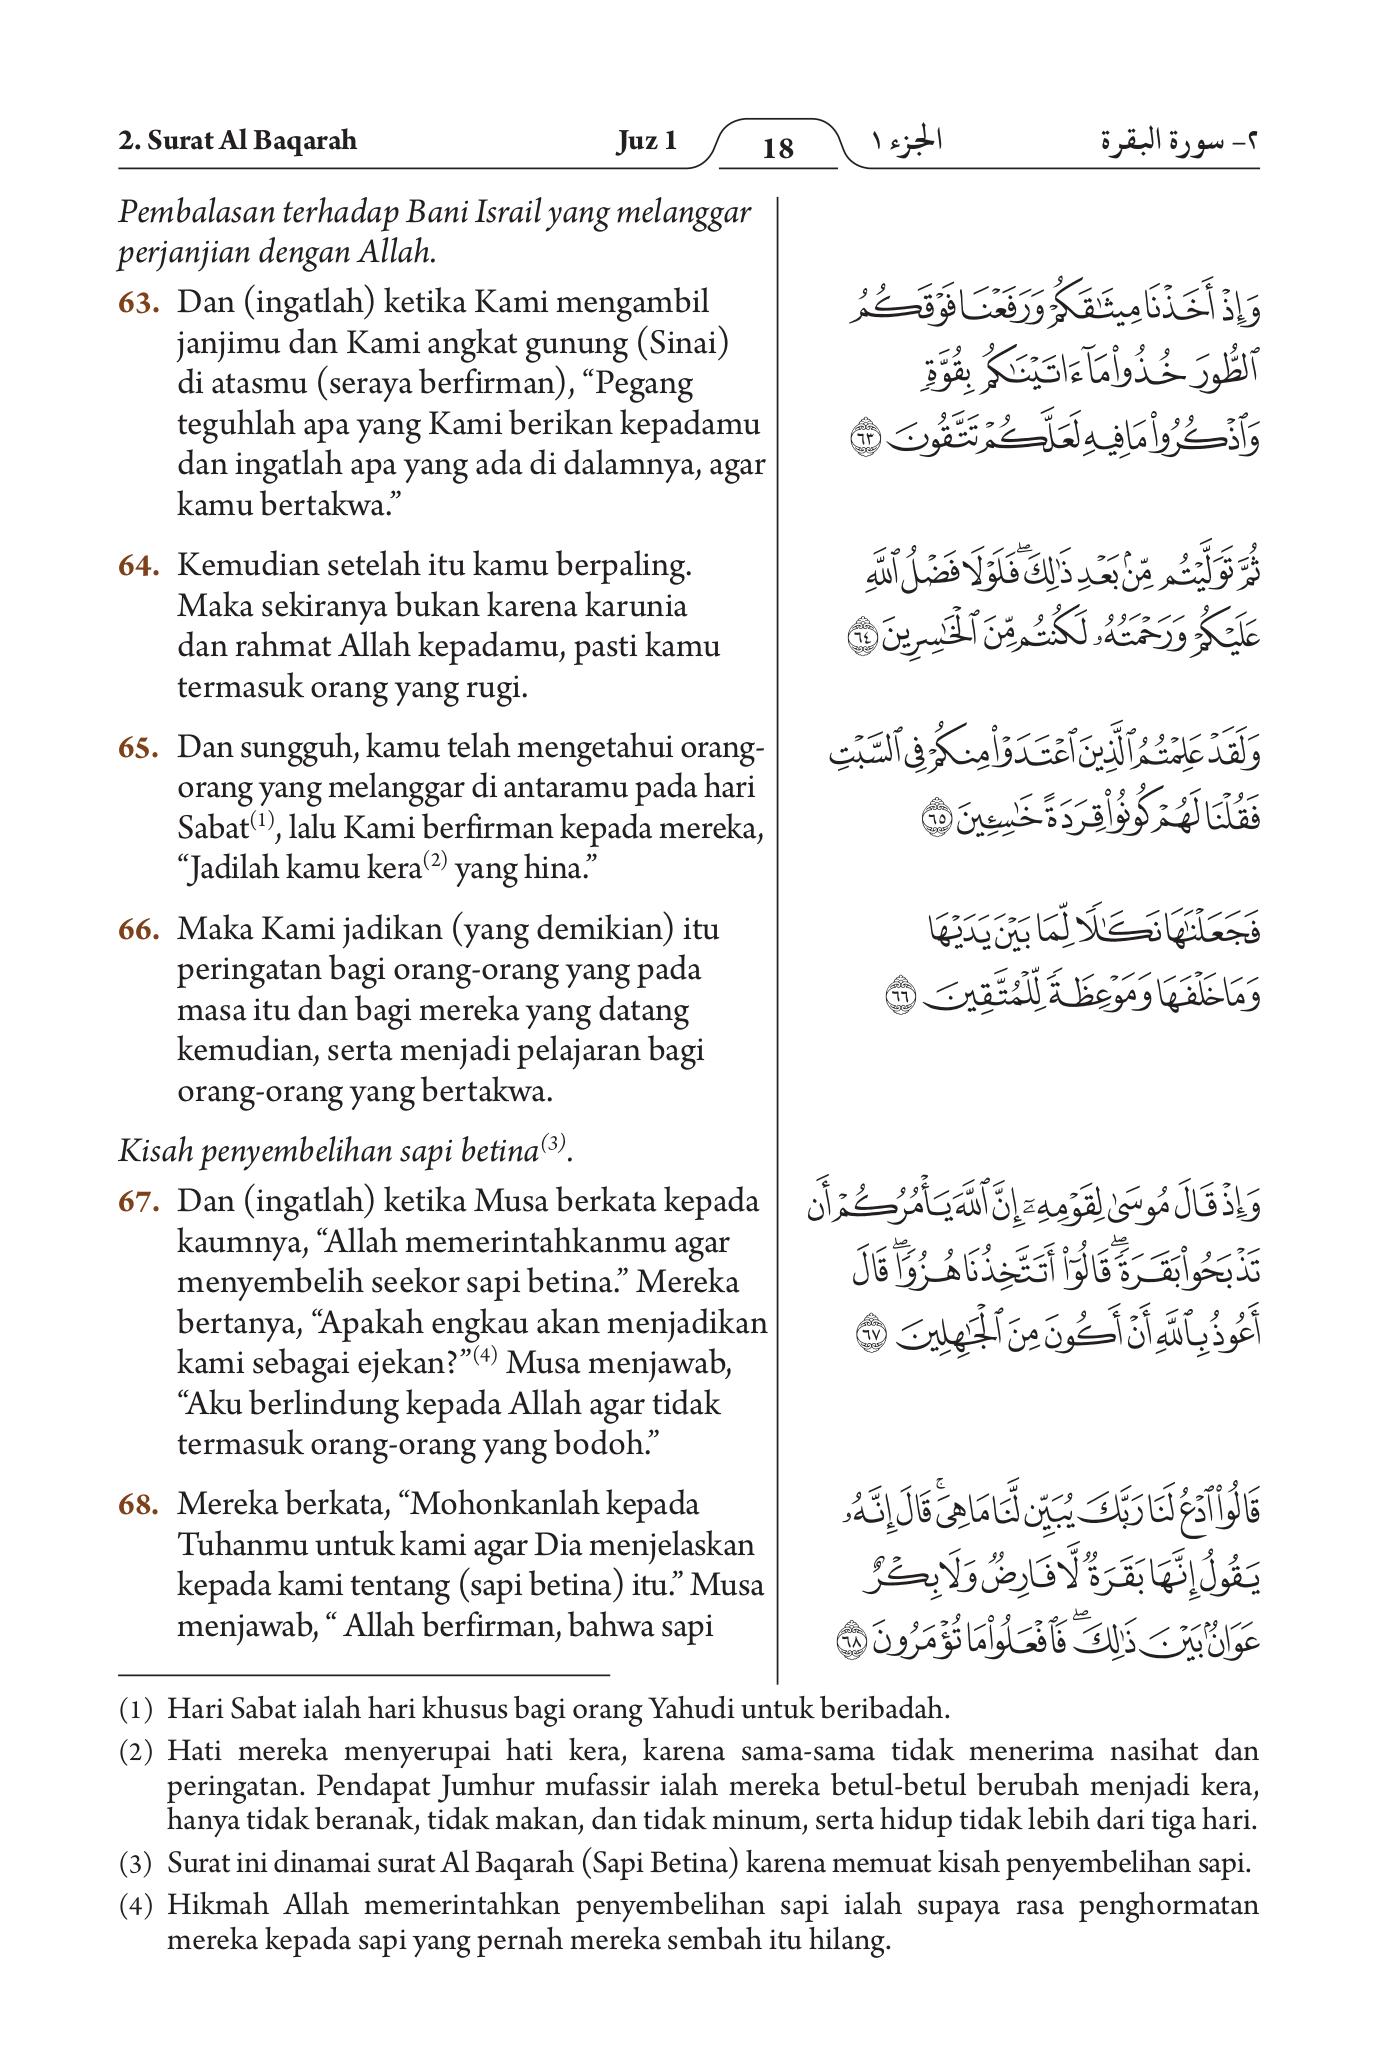 2. Surat Al Baqarah
Juz 1
18
الجزء ١
٢- سورة البقرة
Pembalasan terhadap Bani Israil yang melanggar
perjanjian dengan Allah.
63. Dan (ingatlah) ketika Kami mengambil
janjimu dan Kami angkat gunung (Sinai)
di atasmu (seraya berfirman), “Pegang
teguhlah apa yang Kami berikan kepadamu
dan ingatlah apa yang ada di dalamnya, agar
kamu bertakwa.”
64. Kemudian setelah itu kamu berpaling.
Maka sekiranya bukan karena karunia
dan rahmat Allah kepadamu, pasti kamu
termasuk orang yang rugi.
65. Dan sungguh, kamu telah mengetahui orang-
orang yang melanggar di antaramu pada hari
Sabat(1), lalu Kami berfirman kepada mereka,
“Jadilah kamu kera(2) yang hina.”
66. Maka Kami jadikan (yang demikian) itu
peringatan bagi orang-orang yang pada
masa itu dan bagi mereka yang datang
kemudian, serta menjadi pelajaran bagi
orang-orang yang bertakwa.
Kisah penyembelihan sapi betina(3).
67. Dan (ingatlah) ketika Musa berkata kepada
kaumnya, “Allah memerintahkanmu agar
menyembelih seekor sapi betina.” Mereka
bertanya, “Apakah engkau akan menjadikan
kami sebagai ejekan?”(4) Musa menjawab,
“Aku berlindung kepada Allah agar tidak
termasuk orang-orang yang bodoh.”
68. Mereka berkata, “Mohonkanlah kepada
Tuhanmu untuk kami agar Dia menjelaskan
kepada kami tentang (sapi betina) itu.” Musa
menjawab, “ Allah berfirman, bahwa sapi
وَإِذْ أَخَذْنَا مِيثَٰقَكُمْ وَرَفَعْنَا فَوْقَكُمُ
ٱلطُّورَ خُذُوا۟ مَآ ءَاتَيْنَٰكُم بِقُوَّةٍ
وَٱذْكُرُوا۟ مَا فِيهِ لَعَلَّكُمْ تَتَّقُونَ ٦٣
ثُمَّ تَوَلَّيْتُم مِّنۢ بَعْدِ ذَٰلِكَ ۖ فَلَوْلَا فَضْلُ ٱللَّهِ
عَلَيْكُمْ وَرَحْمَتُهُۥ لَكُنتُم مِّنَ ٱلْخَٰسِرِينَ ٦٤
وَلَقَدْ عَلِمْتُمُ ٱلَّذِينَ ٱعْتَدَوْا۟ مِنكُمْ فِى ٱلسَّبْتِ
فَقُلْنَا لَهُمْ كُونُوا۟ قِرَدَةً خَٰسِـِٔينَ ٦٥
فَجَعَلْنَٰهَا نَكَٰلًا لِّمَا بَيْنَ يَدَيْهَا
وَمَا خَلْفَهَا وَمَوْعِظَةً لِّلْمُتَّقِينَ ٦٦
وَإِذْ قَالَ مُوسَىٰ لِقَوْمِهِۦٓ إِنَّ ٱللَّهَ يَأْمُرُكُمْ أَن
تَذْبَحُوا۟ بَقَرَةً ۖ قَالُوٓا۟ أَتَتَّخِذُنَا هُزُوًا ۖ قَالَ
أَعُوذُ بِٱللَّهِ أَنْ أَكُونَ مِنَ ٱلْجَٰهِلِينَ ٦٧
قَالُوا۟ ٱدْعُ لَنَا رَبَّكَ يُبَيِّن لَّنَا مَا هِىَ ۚ قَالَ إِنَّهُۥ
يَقُولُ إِنَّهَا بَقَرَةٌ لَّا فَارِضٌ وَلَا بِكْرٌ
عَوَانٌۢ بَيْنَ ذَٰلِكَ ۖ فَٱفْعَلُوا۟ مَا تُؤْمَرُونَ ٦٨
(1) Hari Sabat ialah hari khusus bagi orang Yahudi untuk beribadah.
(2) Hati mereka menyerupai hati kera, karena sama-sama tidak menerima nasihat dan
peringatan. Pendapat Jumhur mufassir ialah mereka betul-betul berubah menjadi kera,
hanya tidak beranak, tidak makan, dan tidak minum, serta hidup tidak lebih dari tiga hari.
(3) Surat ini dinamai surat Al Baqarah (Sapi Betina) karena memuat kisah penyembelihan sapi.
(4) Hikmah Allah memerintahkan penyembelihan sapi ialah supaya rasa penghormatan
mereka kepada sapi yang pernah mereka sembah itu hilang.